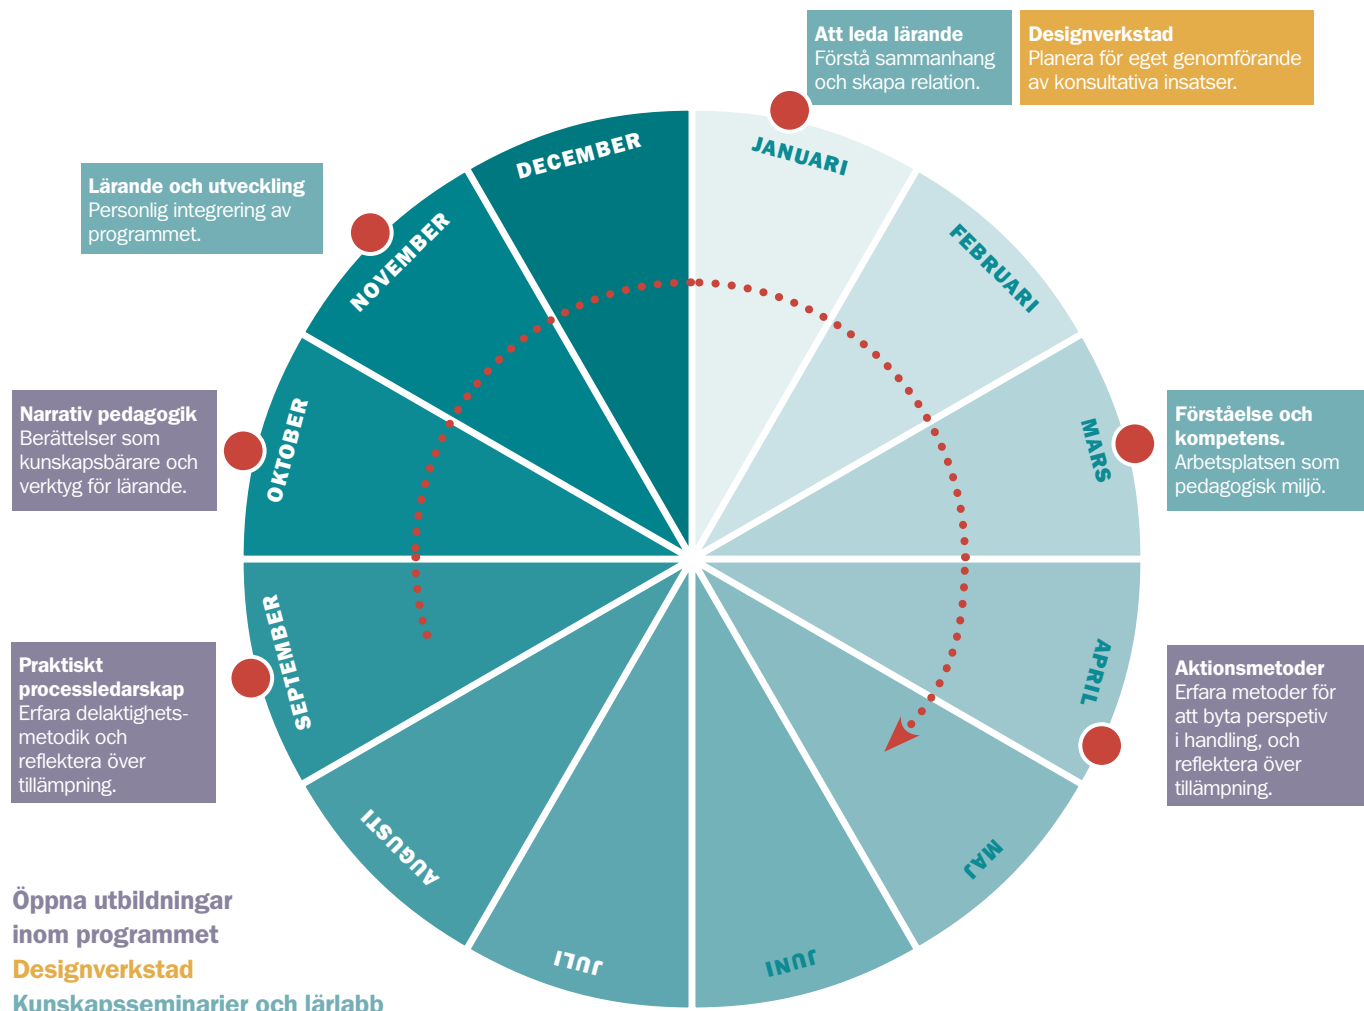 Att leda lärande
Förstå sammanhang
och skapa relation.
Designverkstad
Planera för eget genomförande
av konsultativa insatser.
DECEMBER
JANUARI
Lärande och utveckling
Personlig integrering av
programmet.
NOVEMBER
FEBRUARI
Narrativ pedagogik
Berättelser som
kunskapsbärare och
verktyg för lärande.
OKTOBER
MARS
Förståelse och
kompetens.
Arbetsplatsen som
pedagogisk miljö.
Praktiskt
processledarskap
Erfara delaktighets-
metodik och
reflektera över
tillämpning.
SEPTEMBER
APRIL
Aktionsmetoder
Erfara metoder för
att byta perspetiv
i handling, och
reflektera över
tillämpning.
AUGUSTI
MAJ
JULI
JUNI
Öppna utbildningar
inom programmet
Designverkstad
Kunskapsseminarier och lärlabb